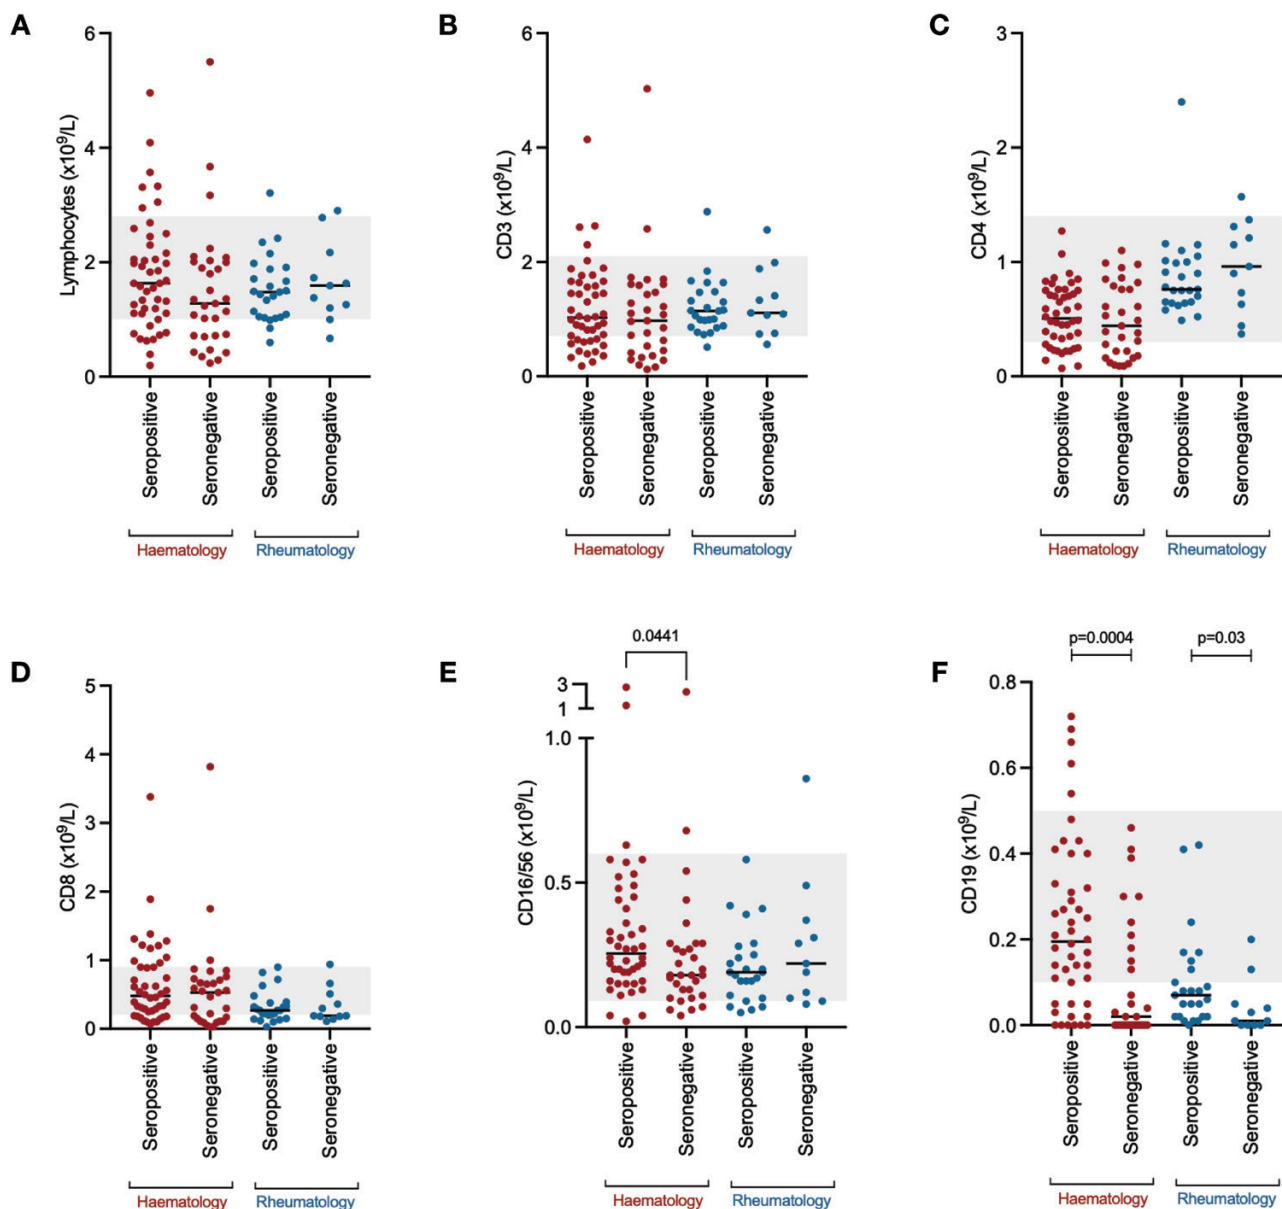 A
B
C
Lymphocytes (x10⁹/L)
6
4
2
0
Seropositive
Seronegative
Seropositive
Seronegative
Haematology
Rheumatology
CD3 (x10⁹/L)
6
4
2
0
Seropositive
Seronegative
Seropositive
Seronegative
Haematology
Rheumatology
CD4 (x10⁹/L)
4
3
2
1
0
Seropositive
Seronegative
Seropositive
Seronegative
Haematology
Rheumatology
D
E
F
CD8 (x10⁹/L)
5
4
3
2
1
0
Seropositive
Seronegative
Seropositive
Seronegative
Haematology
Rheumatology
0.0441
CD16/56 (x10⁹/L)
3
1
1.0
0.5
0.0
Seropositive
Seronegative
Seropositive
Seronegative
Haematology
Rheumatology
p=0.0004
p=0.03
CD19 (x10⁹/L)
0.8
0.6
0.4
0.2
0.0
Seropositive
Seronegative
Seropositive
Seronegative
Haematology
Rheumatology